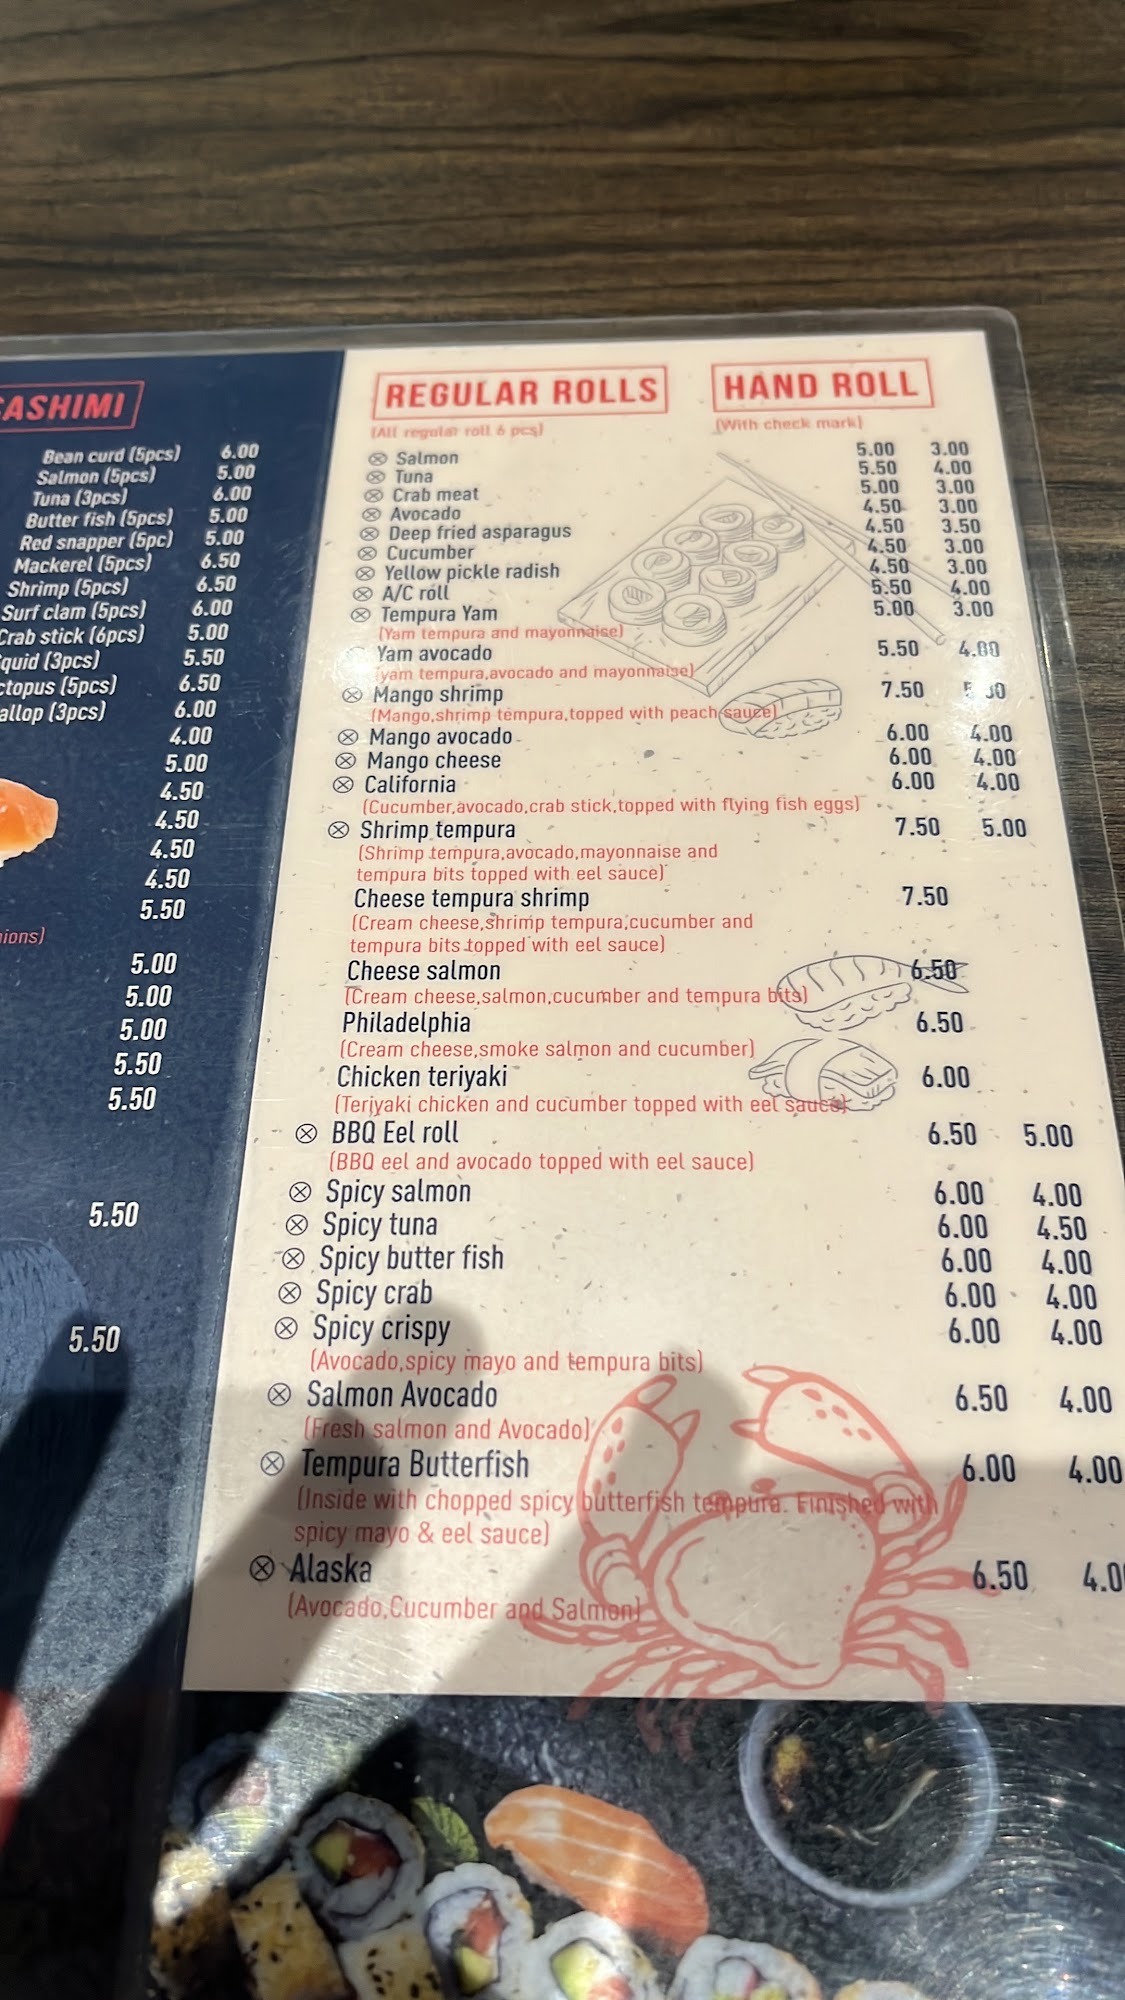 SASHIMI
Bean curd (5pcs) 6.00
Salmon (5pcs) 5.00
Tuna (3pcs) 6.00
Butter fish (5pcs) 5.00
Red snapper (5pc) 5.00
Mackerel (5pcs) 6.50
Shrimp (5pcs) 6.50
Surf clam (5pcs) 6.00
Crab stick (6pcs) 5.00
quid (3pcs) 5.50
ctopus (5pcs) 6.50
allop (3pcs) 6.00
4.00
5.00
4.50
4.50
4.50
4.50
5.50
ions)
5.00
5.00
5.00
5.50
5.50
5.50
5.50
REGULAR ROLLS HAND ROLL
(All regular roll 6 pcs) (With check mark)
Salmon 5.00 3.00
Tuna 5.50 4.00
Crab meat 5.00 3.00
Avocado 4.50 3.00
Deep fried asparagus 4.50 3.50
Cucumber 4.50 3.00
Yellow pickle radish 4.50 3.00
A/C roll 5.50 4.00
Tempura Yam 5.00 3.00
(Yam tempura and mayonnaise)
Yam avocado 5.50 4.00
(yam tempura,avocado and mayonnaise)
Mango shrimp 7.50
(Mango,shrimp tempura,topped with peach sauce)
Mango avocado 6.00 4.00
Mango cheese 6.00 4.00
California 6.00 4.00
(Cucumber,avocado,crab stick,topped with flying fish eggs)
Shrimp tempura 7.50 5.00
(Shrimp tempura,avocado,mayonnaise and
tempura bits topped with eel sauce)
Cheese tempura shrimp 7.50
(Cream cheese,shrimp tempura,cucumber and
tempura bits topped with eel sauce)
Cheese salmon 6.50
(Cream cheese,salmon,cucumber and tempura bits)
Philadelphia 6.50
(Cream cheese,smoke salmon and cucumber)
Chicken teriyaki 6.00
(Teriyaki chicken and cucumber topped with eel sauce)
BBQ Eel roll 6.50 5.00
(BBQ eel and avocado topped with eel sauce)
Spicy salmon 6.00 4.00
Spicy tuna 6.00 4.50
Spicy butter fish 6.00 4.00
Spicy crab 6.00 4.00
Spicy crispy 6.00 4.00
(Avocado,spicy mayo and tempura bits)
Salmon Avocado 6.50 4.00
(Fresh salmon and Avocado)
Tempura Butterfish 6.00 4.00
(Inside with chopped spicy butterfish tempura. Finished with
spicy mayo & eel sauce)
Alaska 6.50 4.0
(Avocado,Cucumber and Salmon)